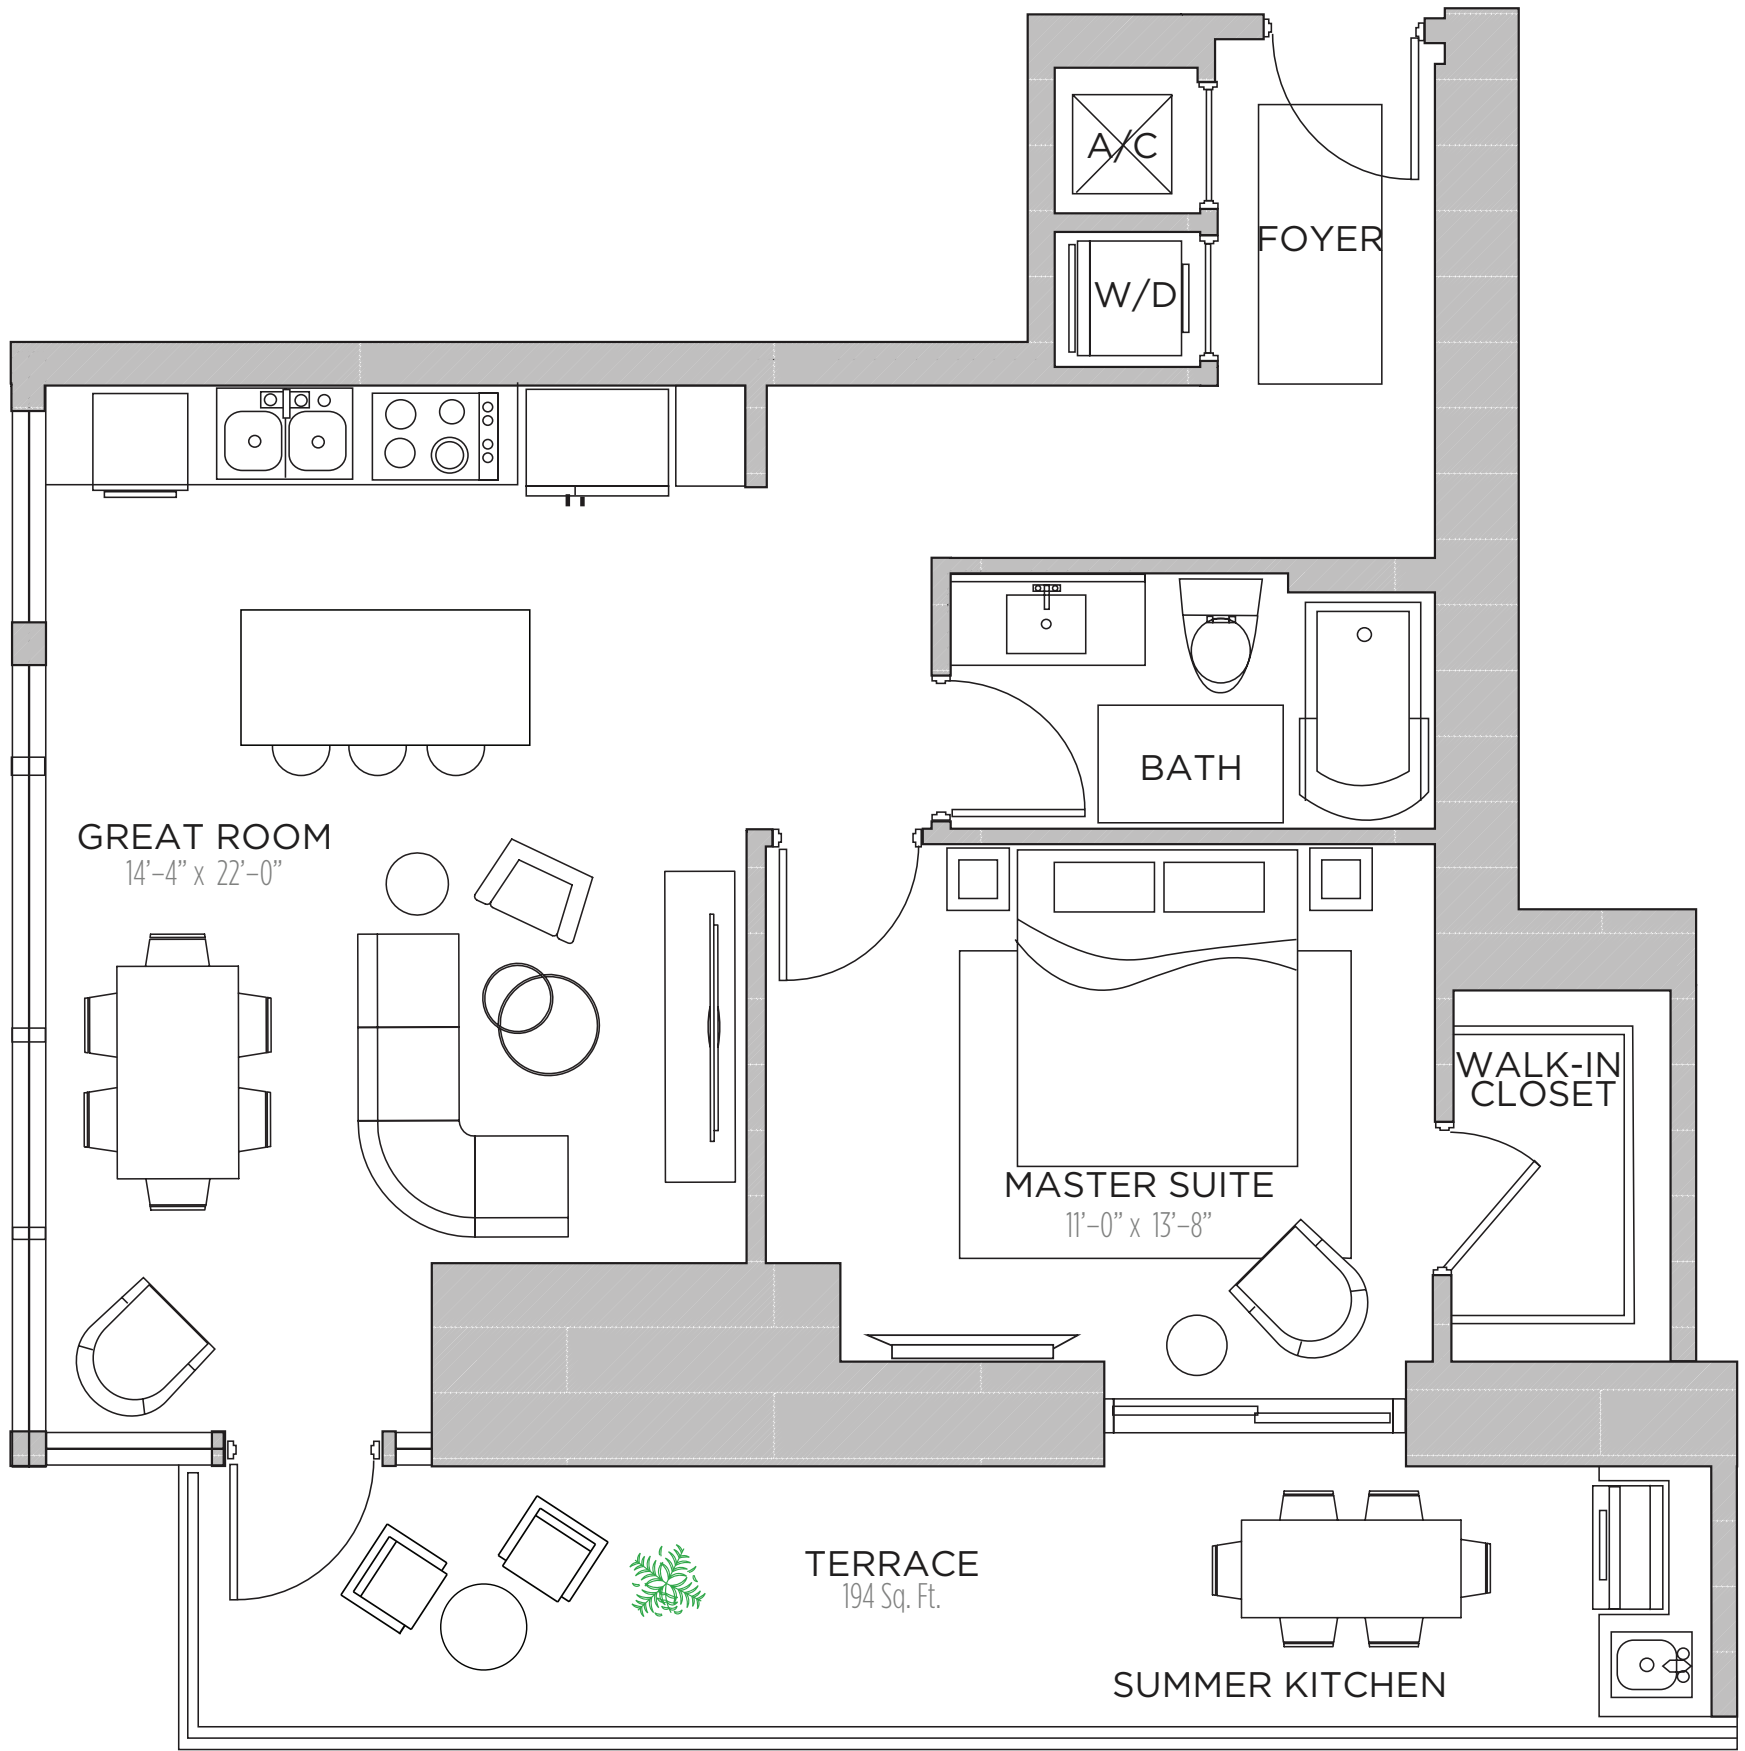 A/C
FOYER
W/D
BATH
GREAT ROOM
14'–4" x 22'–0"
WALK-IN
CLOSET
MASTER SUITE
11'–0" x 13'–8"
TERRACE
194 Sq. Ft.
SUMMER KITCHEN